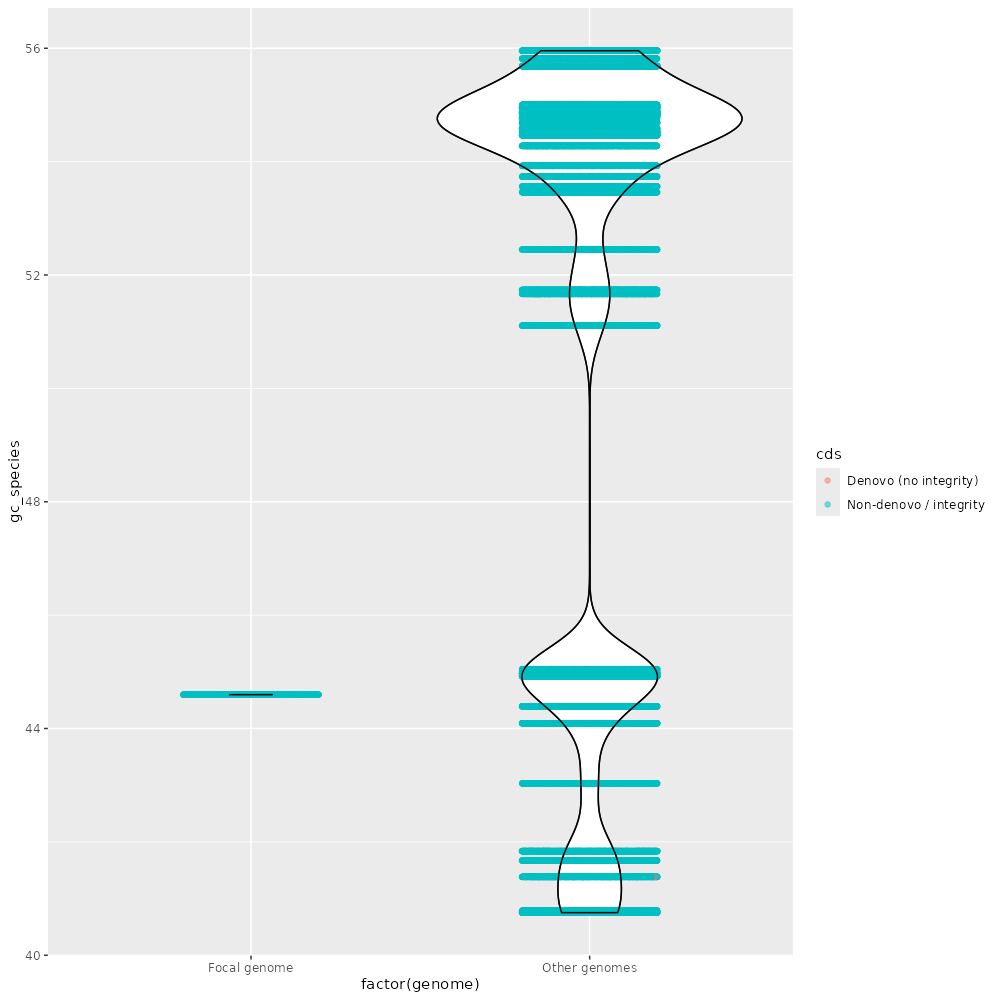 56
52
48
44
40
gc_species
Focal genome
Other genomes
factor(genome)
cds
Denovo (no integrity)
Non-denovo / integrity